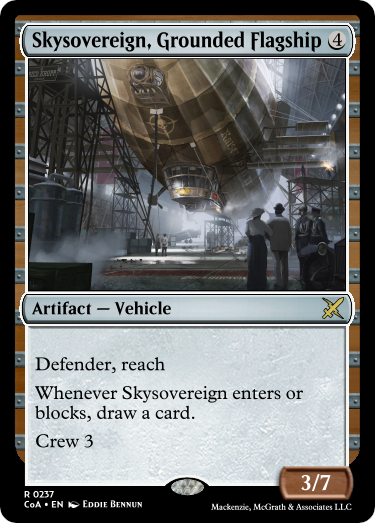 Skysovereign, Grounded Flagship 4
Artifact — Vehicle
Defender, reach
Whenever Skysovereign enters or
blocks, draw a card.
Crew 3
3/7
R 0237
CoA • EN Eddie Bennun
Mackenzie, McGrath & Associates LLC